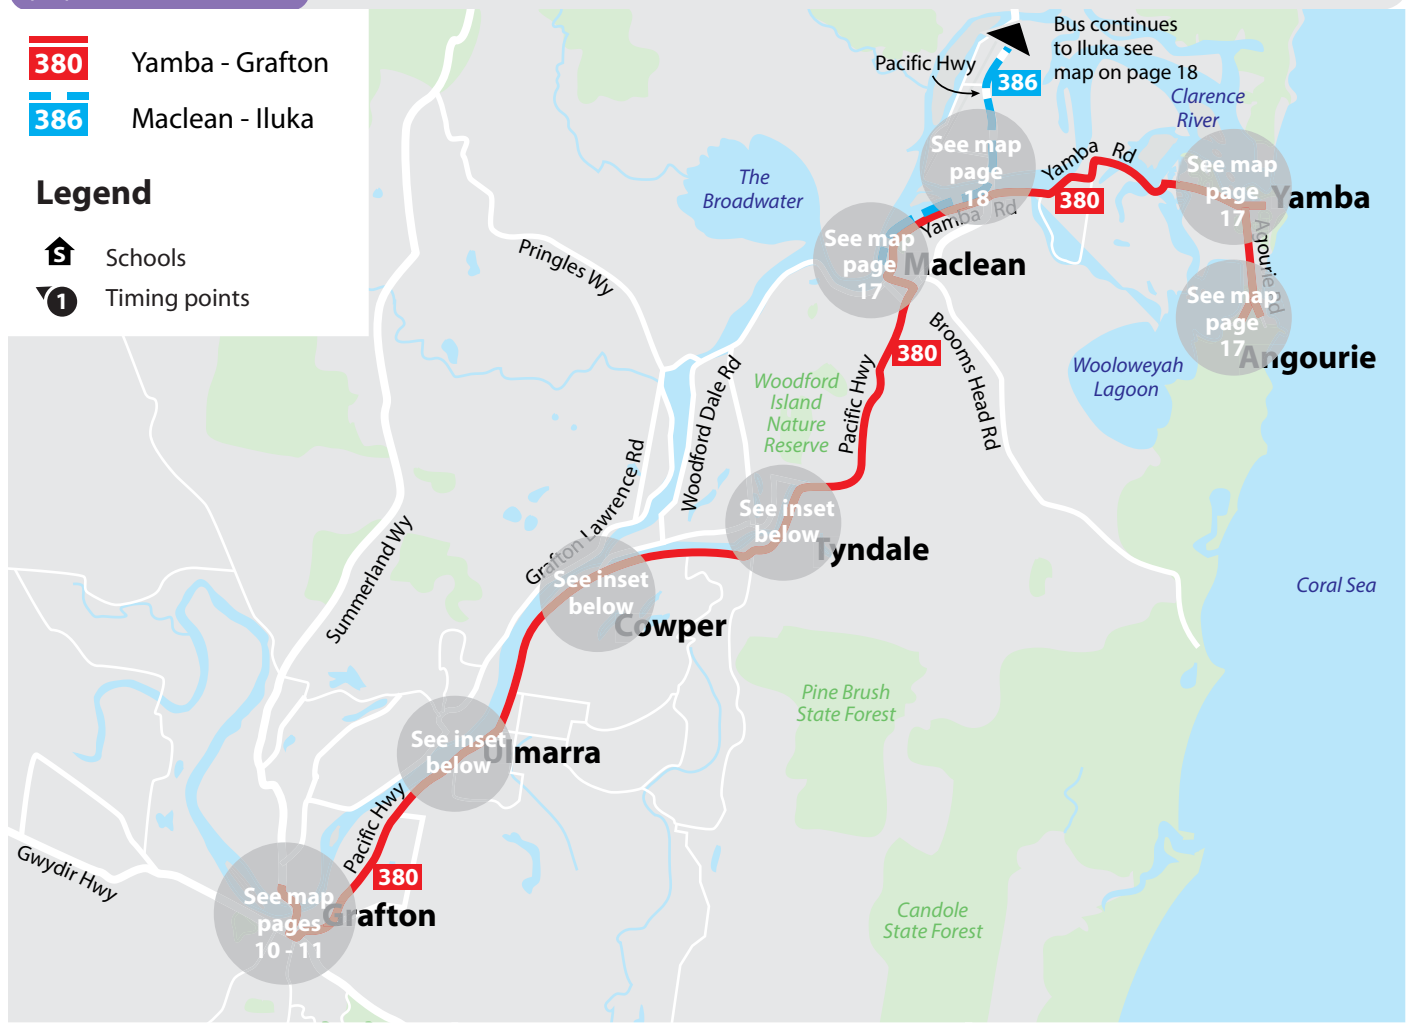 380
Yamba - Grafton
386
Maclean - Iluka
Legend
S
Schools
1
Timing points
Bus continues
to Iluka see
map on page 18
Pacific Hwy
386
Clarence
River
See map
page
18
Yamba Rd
380
See map
page
17
Yamba
The
Broadwater
Yamba Rd
Angourie Rd
See map
page
17
Maclean
Pringles Wy
See map
page
17
Angourie
Brooms Head Rd
380
Wooloweyah
Lagoon
Woodford Dale Rd
Woodford
Island
Nature
Reserve
Pacific Hwy
Grafton Lawrence Rd
See inset
below
Tyndale
Summerland Wy
See inset
below
Cowper
Coral Sea
Pine Brush
State Forest
See inset
below
Ulmarra
Pacific Hwy
380
Gwydir Hwy
See map
pages
10 - 11
Grafton
Candole
State Forest